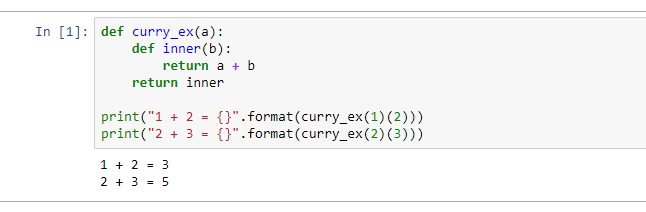 In [1]: def curry_ex(a):
    def inner(b):
        return a + b
    return inner

print("1 + 2 = {}".format(curry_ex(1)(2)))
print("2 + 3 = {}".format(curry_ex(2)(3)))
1 + 2 = 3
2 + 3 = 5